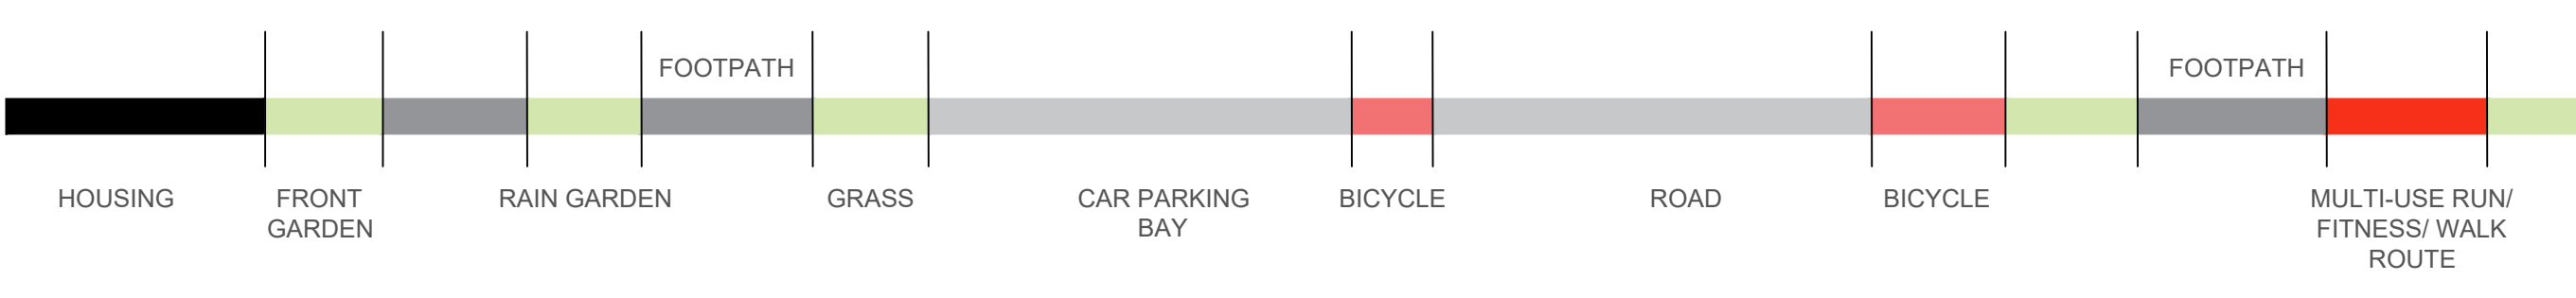 FOOTPATH
FOOTPATH
HOUSING
FRONT
GARDEN
RAIN GARDEN
GRASS
CAR PARKING
BAY
BICYCLE
ROAD
BICYCLE
MULTI-USE RUN/
FITNESS/ WALK
ROUTE